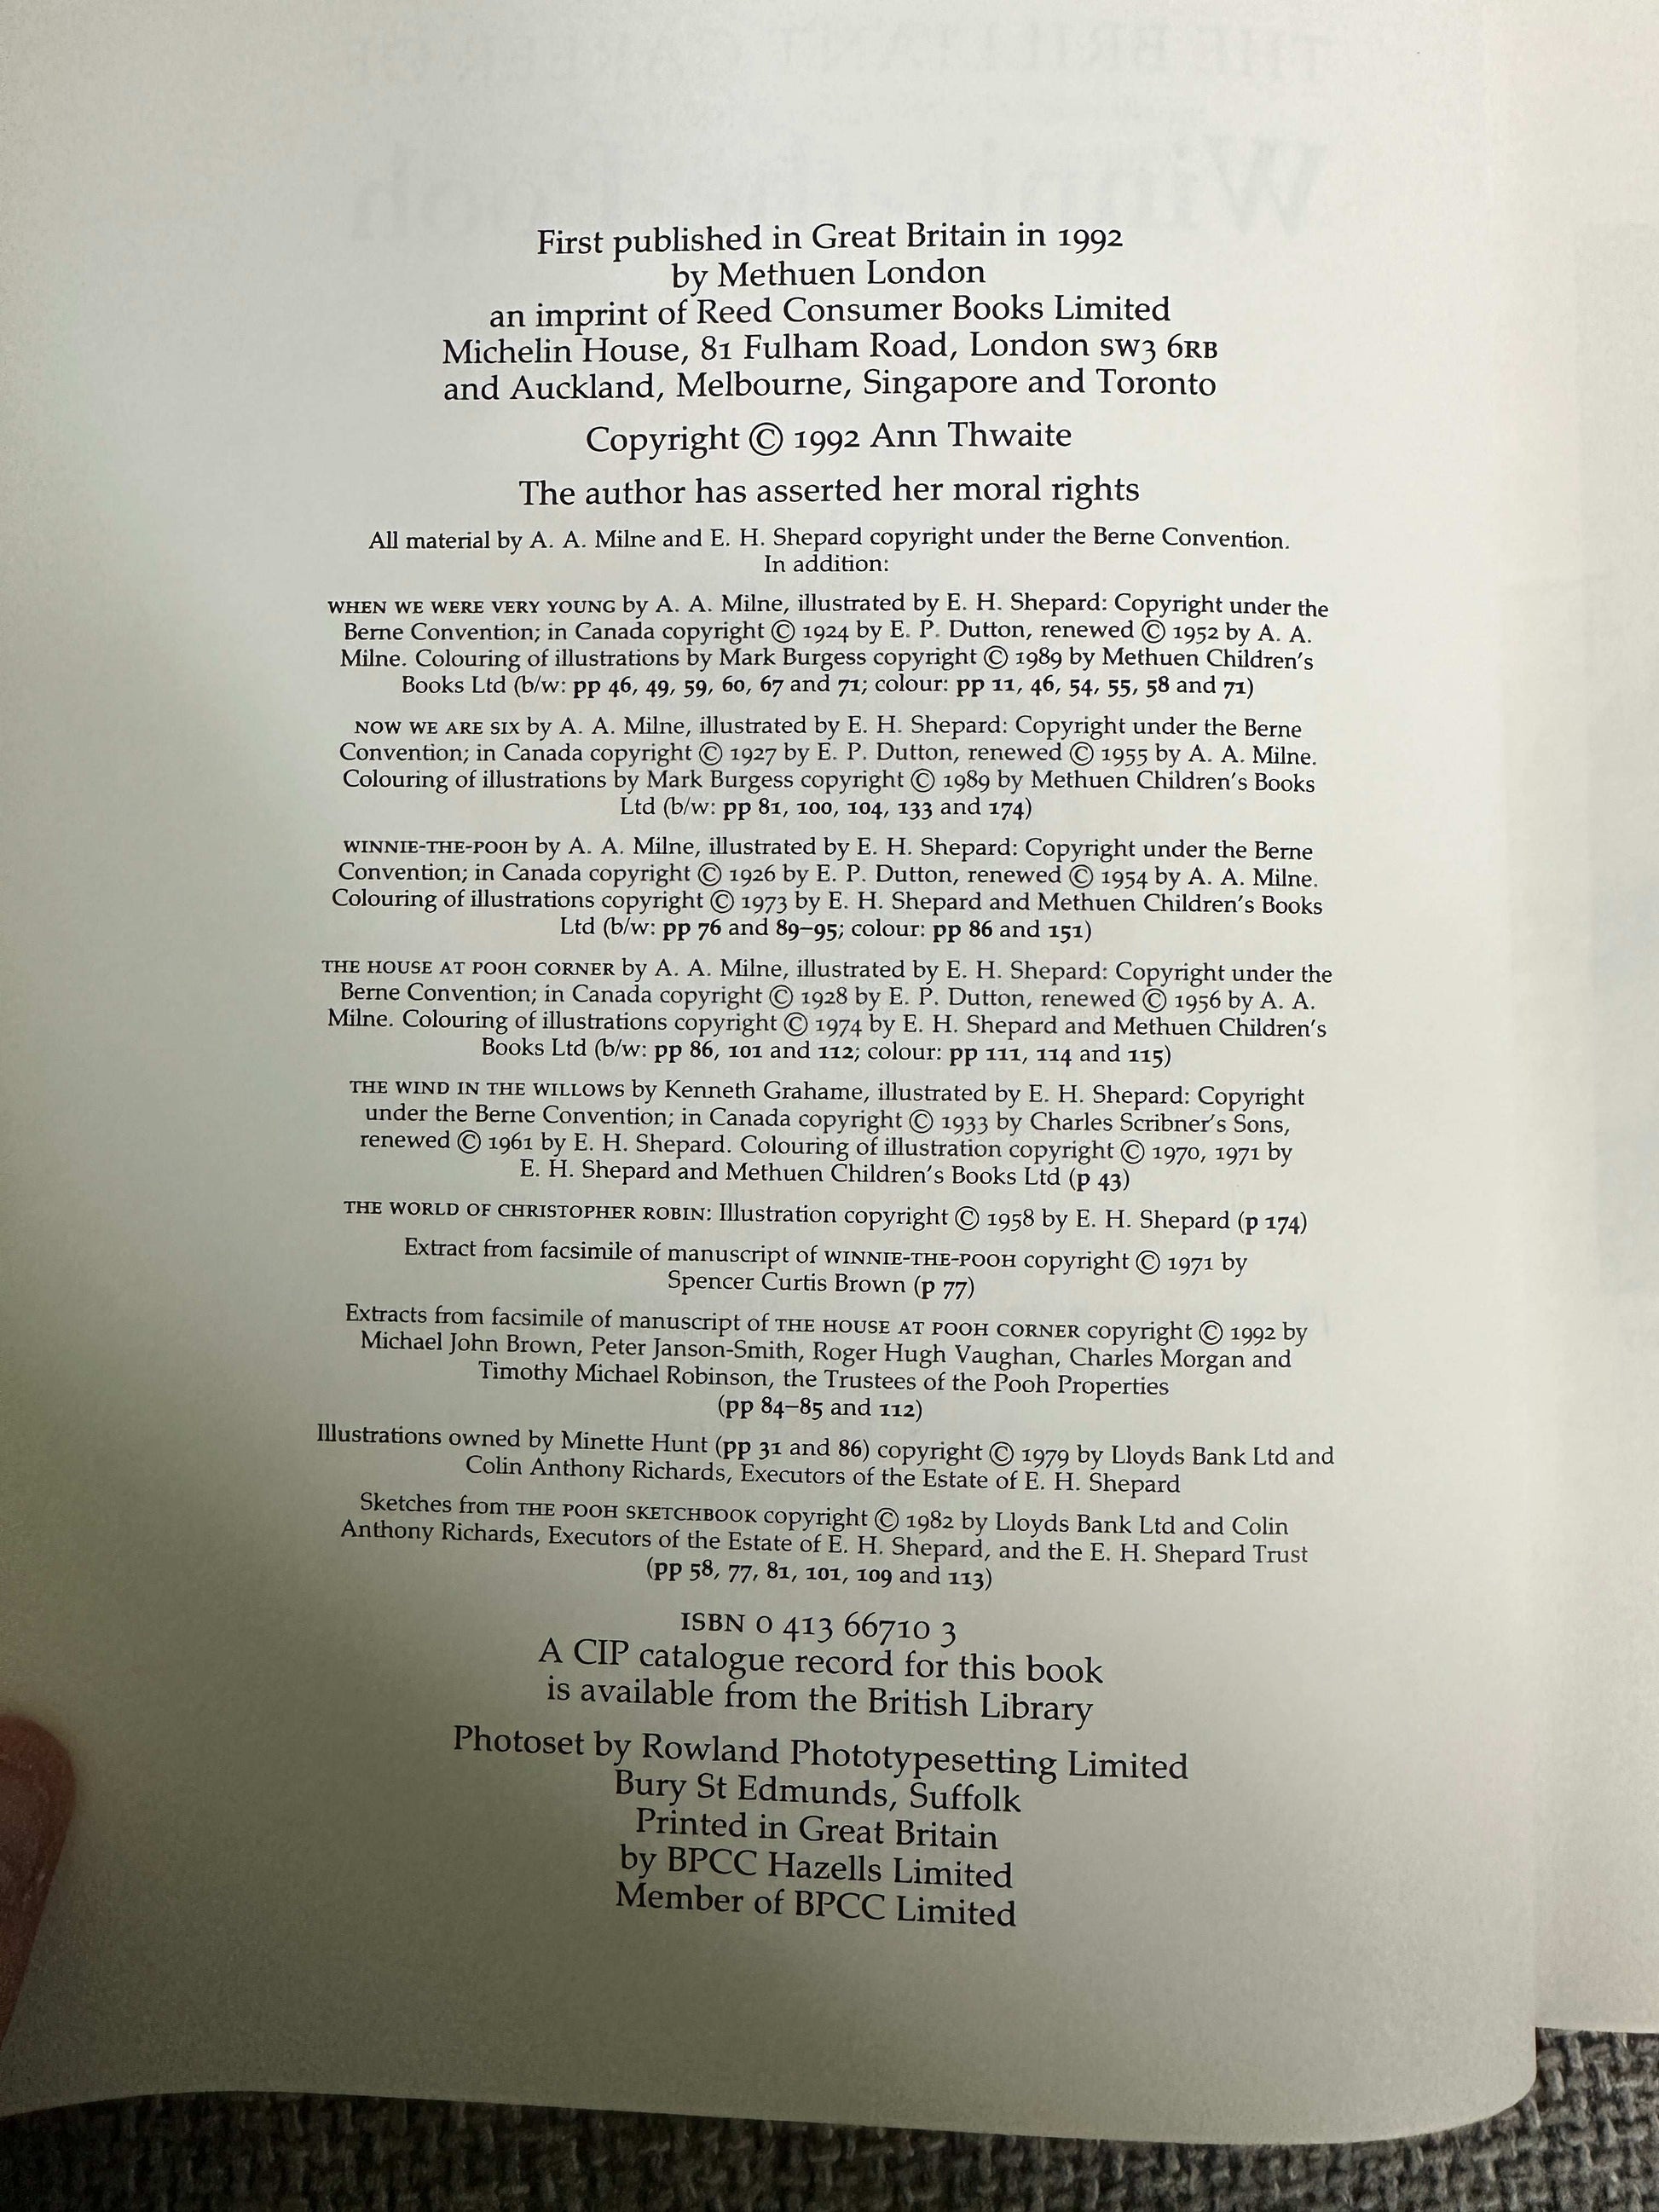 First published in Great Britain in 1992
by Methuen London
an imprint of Reed Consumer Books Limited
Michelin House, 81 Fulham Road, London SW3 6RB
and Auckland, Melbourne, Singapore and Toronto
Copyright © 1992 Ann Thwaite
The author has asserted her moral rights
All material by A. A. Milne and E. H. Shepard copyright under the Berne Convention.
In addition:
WHEN WE WERE VERY YOUNG by A. A. Milne, illustrated by E. H. Shepard: Copyright under the
Berne Convention; in Canada copyright © 1924 by E. P. Dutton, renewed © 1952 by A. A.
Milne. Colouring of illustrations by Mark Burgess copyright © 1989 by Methuen Children's
Books Ltd (b/w: pp 46, 49, 59, 60, 67 and 71; colour: pp 11, 46, 54, 55, 58 and 71)
NOW WE ARE SIX by A. A. Milne, illustrated by E. H. Shepard: Copyright under the Berne
Convention; in Canada copyright © 1927 by E. P. Dutton, renewed © 1955 by A. A. Milne.
Colouring of illustrations by Mark Burgess copyright © 1989 by Methuen Children's Books
Ltd (b/w: pp 81, 100, 104, 133 and 174)
WINNIE-THE-POOH by A. A. Milne, illustrated by E. H. Shepard: Copyright under the Berne
Convention; in Canada copyright © 1926 by E. P. Dutton, renewed © 1954 by A. A. Milne.
Colouring of illustrations copyright © 1973 by E. H. Shepard and Methuen Children's Books
Ltd (b/w: pp 76 and 89–95; colour: pp 86 and 151)
THE HOUSE AT POOH CORNER by A. A. Milne, illustrated by E. H. Shepard: Copyright under the
Berne Convention; in Canada copyright © 1928 by E. P. Dutton, renewed © 1956 by A. A.
Milne. Colouring of illustrations copyright © 1974 by E. H. Shepard and Methuen Children's
Books Ltd (b/w: pp 86, 101 and 112; colour: pp 111, 114 and 115)
THE WIND IN THE WILLOWS by Kenneth Grahame, illustrated by E. H. Shepard: Copyright
under the Berne Convention; in Canada copyright © 1933 by Charles Scribner's Sons,
renewed © 1961 by E. H. Shepard. Colouring of illustration copyright © 1970, 1971 by
E. H. Shepard and Methuen Children's Books Ltd (p 43)
THE WORLD OF CHRISTOPHER ROBIN: Illustration copyright © 1958 by E. H. Shepard (p 174)
Extract from facsimile of manuscript of WINNIE-THE-POOH copyright © 1971 by
Spencer Curtis Brown (p 77)
Extracts from facsimile of manuscript of THE HOUSE AT POOH CORNER copyright © 1992 by
Michael John Brown, Peter Janson-Smith, Roger Hugh Vaughan, Charles Morgan and
Timothy Michael Robinson, the Trustees of the Pooh Properties
(pp 84–85 and 112)
Illustrations owned by Minette Hunt (pp 31 and 86) copyright © 1979 by Lloyds Bank Ltd and
Colin Anthony Richards, Executors of the Estate of E. H. Shepard
Sketches from THE POOH SKETCHBOOK copyright © 1982 by Lloyds Bank Ltd and Colin
Anthony Richards, Executors of the Estate of E. H. Shepard, and the E. H. Shepard Trust
(pp 58, 77, 81, 101, 109 and 113)
ISBN 0 413 66710 3
A CIP catalogue record for this book
is available from the British Library
Photoset by Rowland Phototypesetting Limited
Bury St Edmunds, Suffolk
Printed in Great Britain
by BPCC Hazells Limited
Member of BPCC Limited